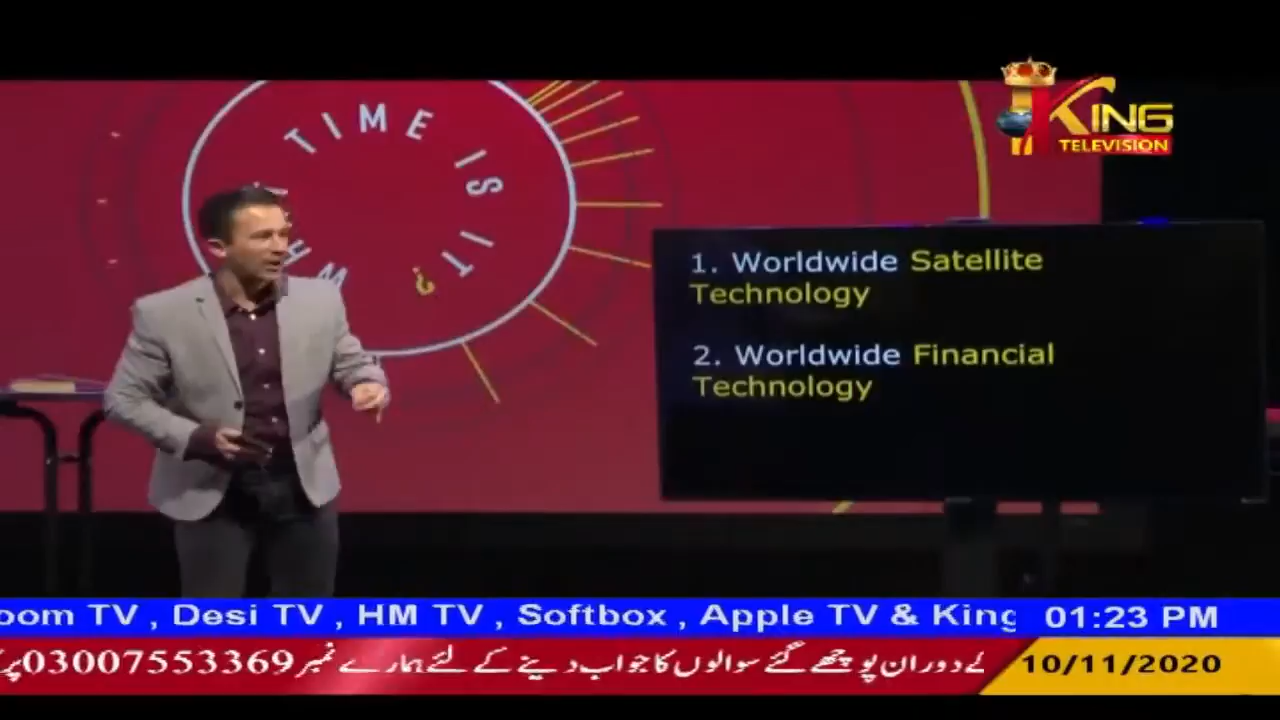 KING
TELEVISION
WHA TIME IS IT?
1. Worldwide Satellite
Technology
2. Worldwide Financial
Technology
oom TV , Desi TV , HM TV , Softbox , Apple TV & King
01:23 PM
کے دوران پوچھے گئے سوالوں کا جواب دینے کے لئے ہمارے نمبر 03007553369 پر
10/11/2020